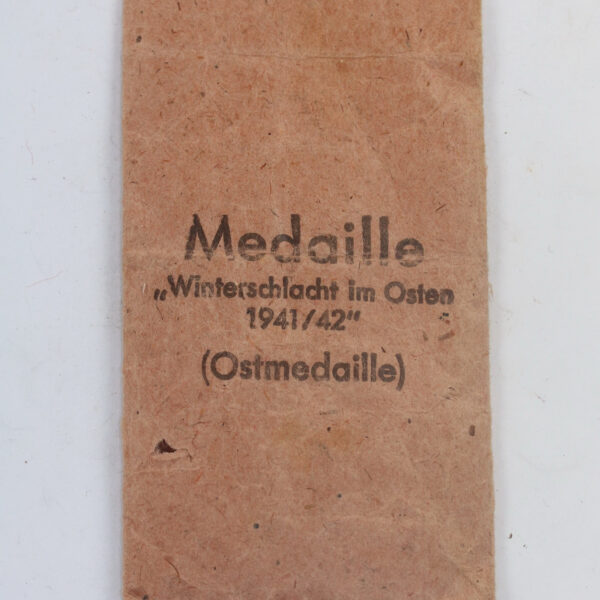 Medaille
„Winterschlacht im Osten
1941/42"
(Ostmedaille)